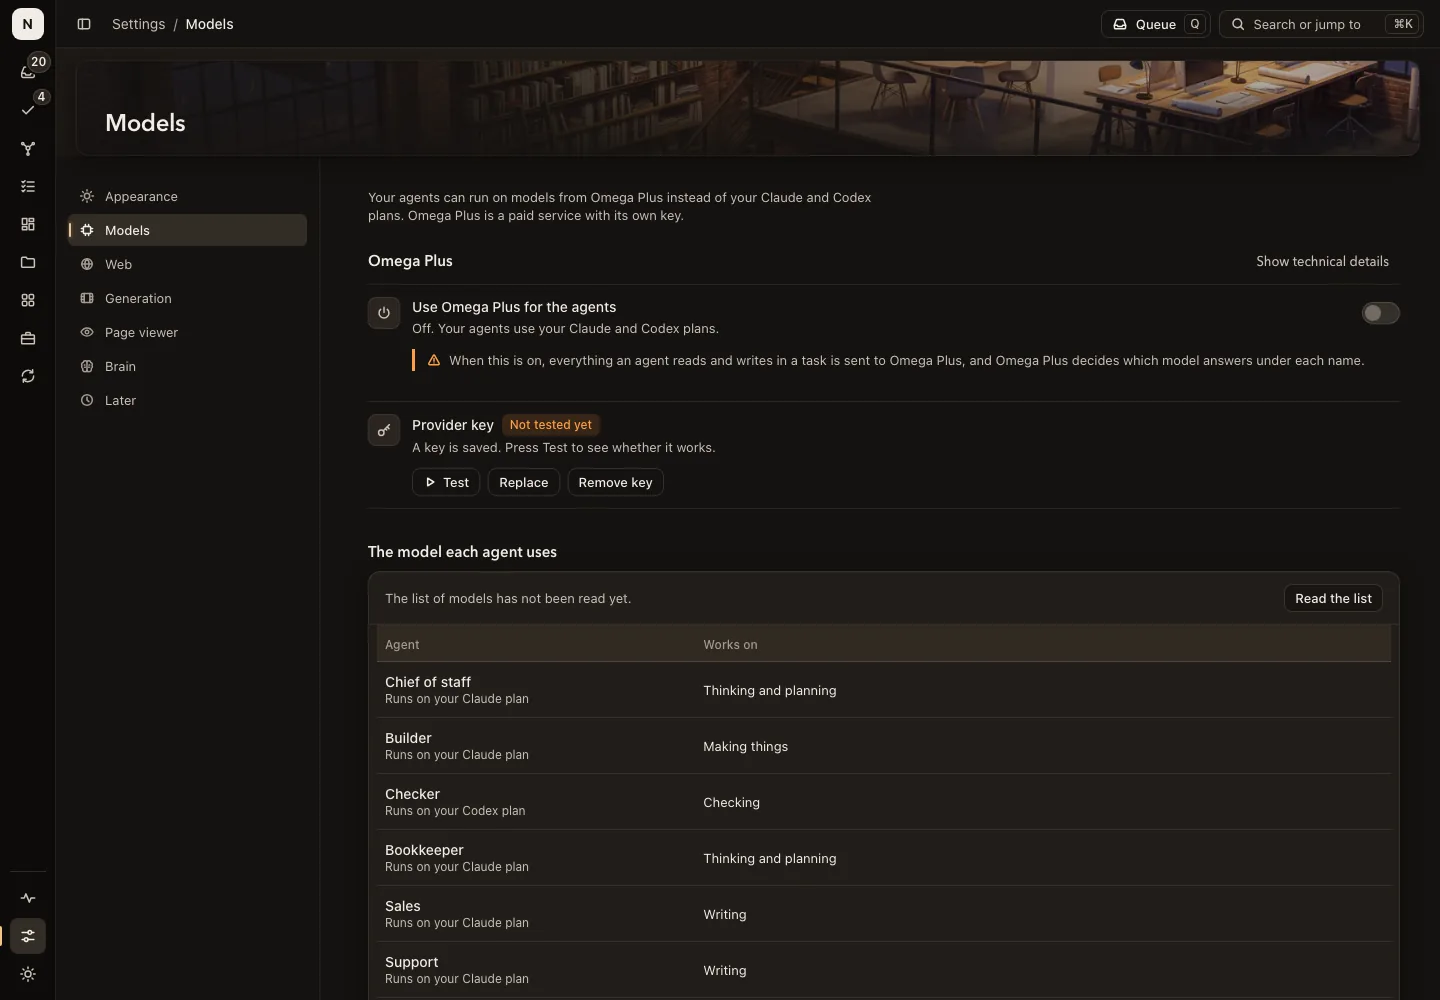 N
Settings / Models
Queue Q
Search or jump to ⌘K
20
4
Models
Appearance
Models
Web
Generation
Page viewer
Brain
Later
Your agents can run on models from Omega Plus instead of your Claude and Codex
plans. Omega Plus is a paid service with its own key.
Omega Plus
Show technical details
Use Omega Plus for the agents
Off. Your agents use your Claude and Codex plans.
When this is on, everything an agent reads and writes in a task is sent to Omega Plus, and Omega Plus decides which model answers under each name.
Provider key Not tested yet
A key is saved. Press Test to see whether it works.
Test Replace Remove key
The model each agent uses
The list of models has not been read yet.
Read the list
Agent Works on
Chief of staff
Runs on your Claude plan
Thinking and planning
Builder
Runs on your Claude plan
Making things
Checker
Runs on your Codex plan
Checking
Bookkeeper
Runs on your Claude plan
Thinking and planning
Sales
Runs on your Claude plan
Writing
Support
Runs on your Claude plan
Writing